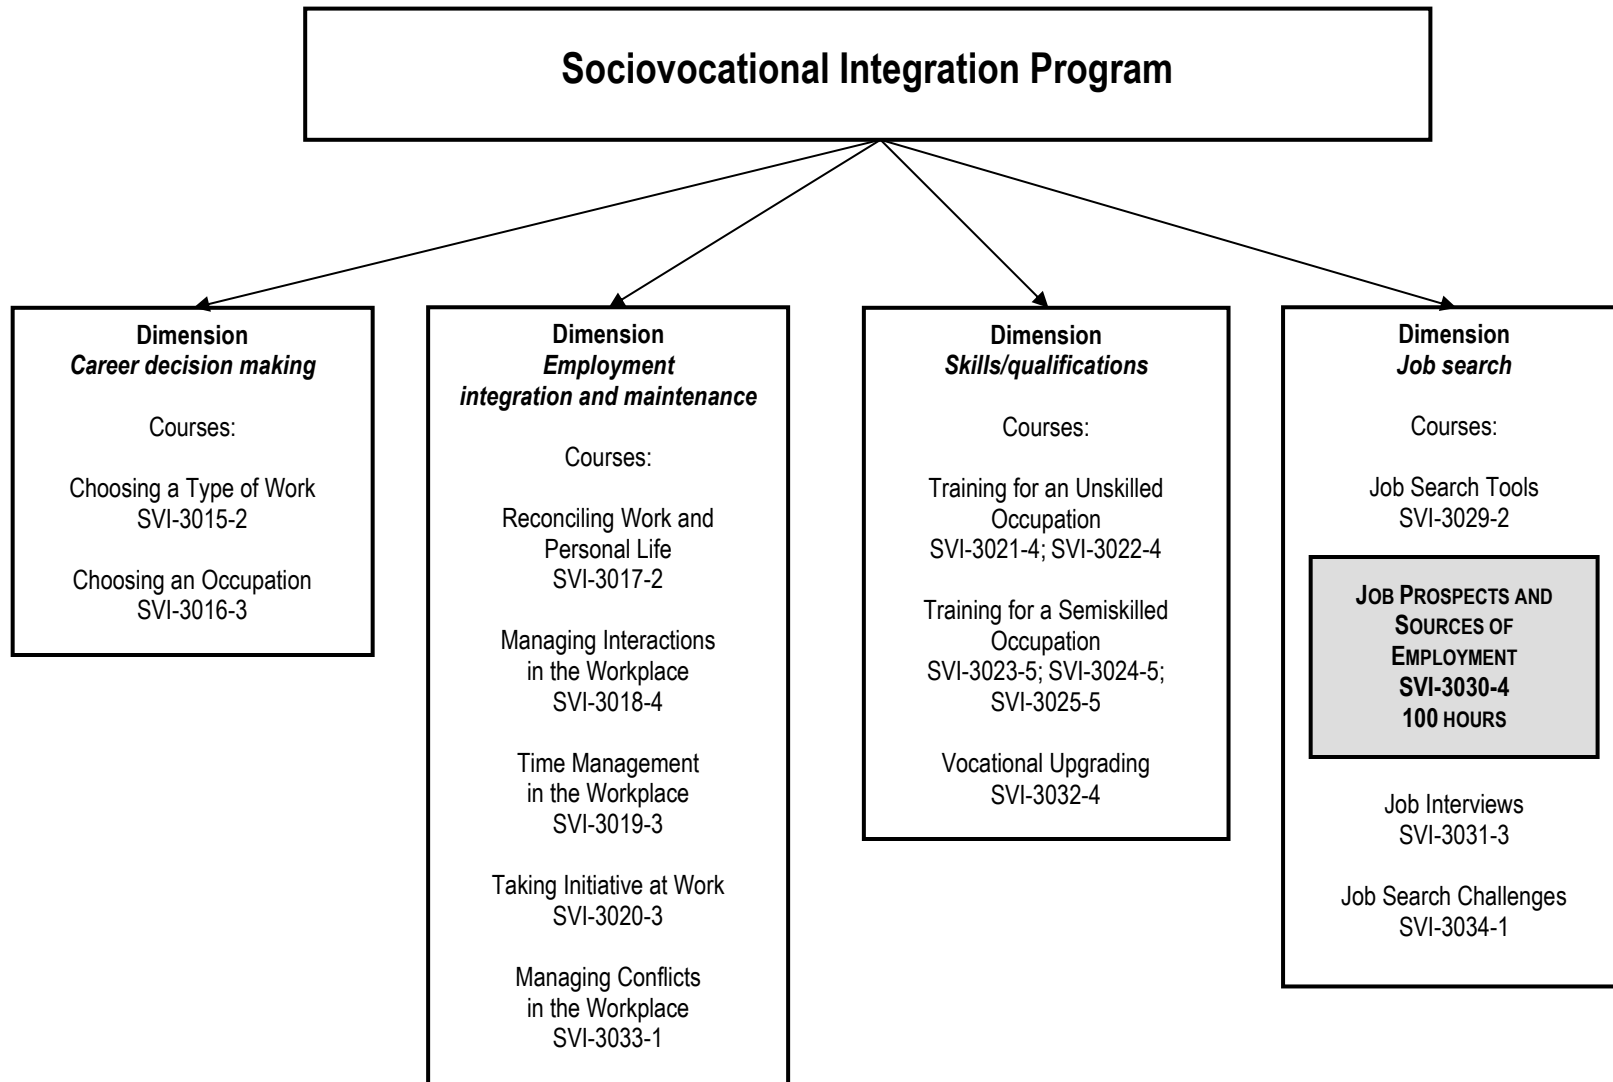 Sociovocational Integration Program
Dimension
Career decision making
Courses:
Choosing a Type of Work
SVI-3015-2
Choosing an Occupation
SVI-3016-3
Dimension
Employment
integration and maintenance
Courses:
Reconciling Work and
Personal Life
SVI-3017-2
Managing Interactions
in the Workplace
SVI-3018-4
Time Management
in the Workplace
SVI-3019-3
Taking Initiative at Work
SVI-3020-3
Managing Conflicts
in the Workplace
SVI-3033-1
Dimension
Skills/qualifications
Courses:
Training for an Unskilled
Occupation
SVI-3021-4; SVI-3022-4
Training for a Semiskilled
Occupation
SVI-3023-5; SVI-3024-5;
SVI-3025-5
Vocational Upgrading
SVI-3032-4
Dimension
Job search
Courses:
Job Search Tools
SVI-3029-2
JOB PROSPECTS AND
SOURCES OF
EMPLOYMENT
SVI-3030-4
100 HOURS
Job Interviews
SVI-3031-3
Job Search Challenges
SVI-3034-1